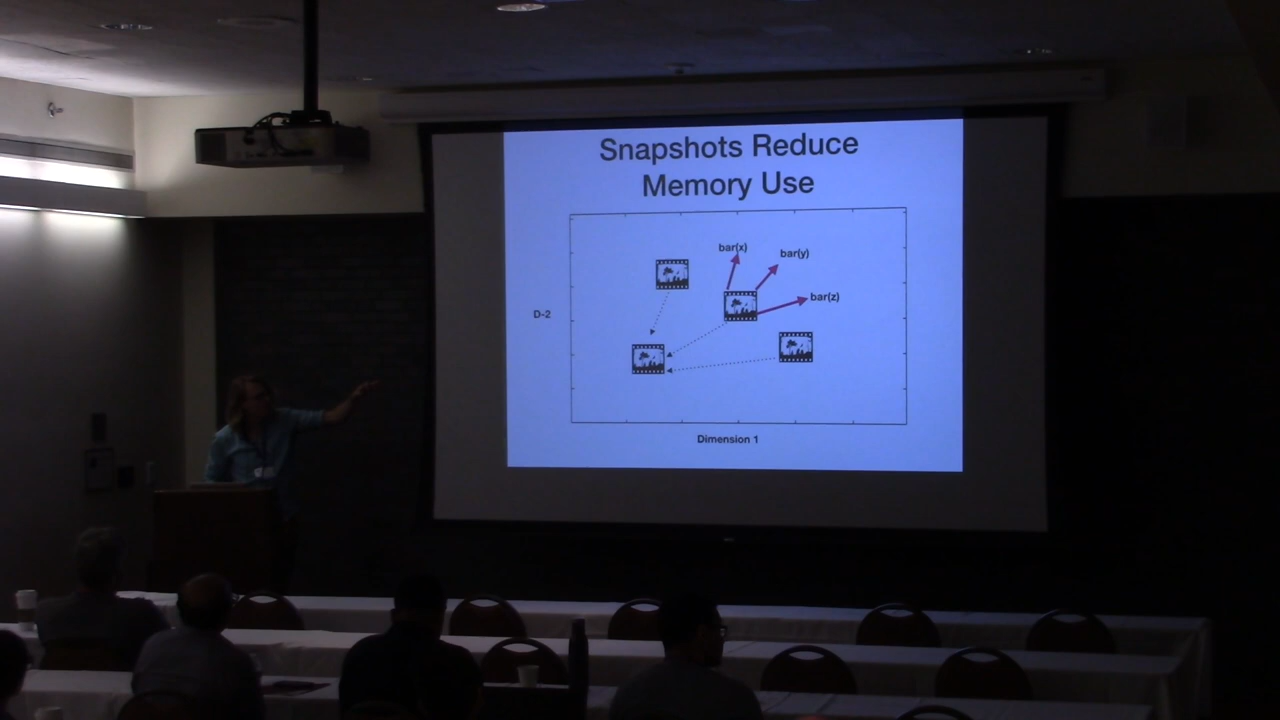 Snapshots Reduce
Memory Use
bar(x)
bar(y)
bar(z)
D-2
Dimension 1